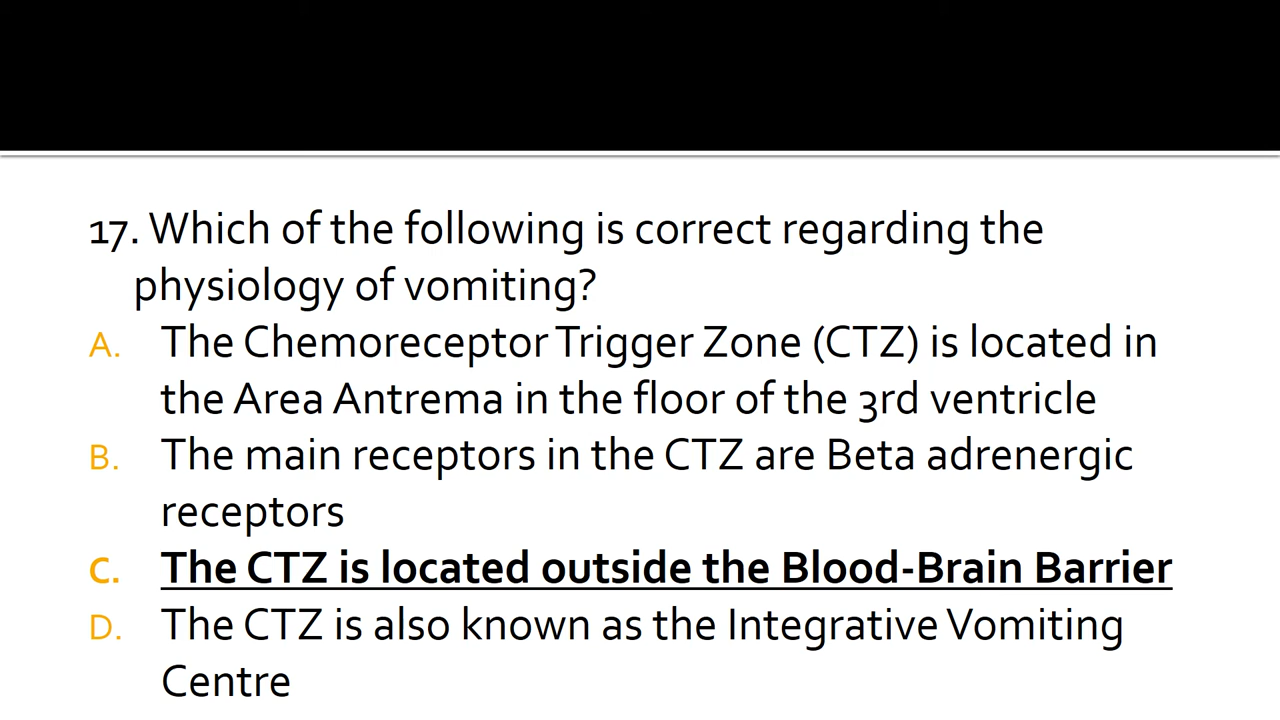 17. Which of the following is correct regarding the
physiology of vomiting?
A. The Chemoreceptor Trigger Zone (CTZ) is located in
the Area Antrema in the floor of the 3rd ventricle
B. The main receptors in the CTZ are Beta adrenergic
receptors
C. The CTZ is located outside the Blood-Brain Barrier
D. The CTZ is also known as the Integrative Vomiting
Centre